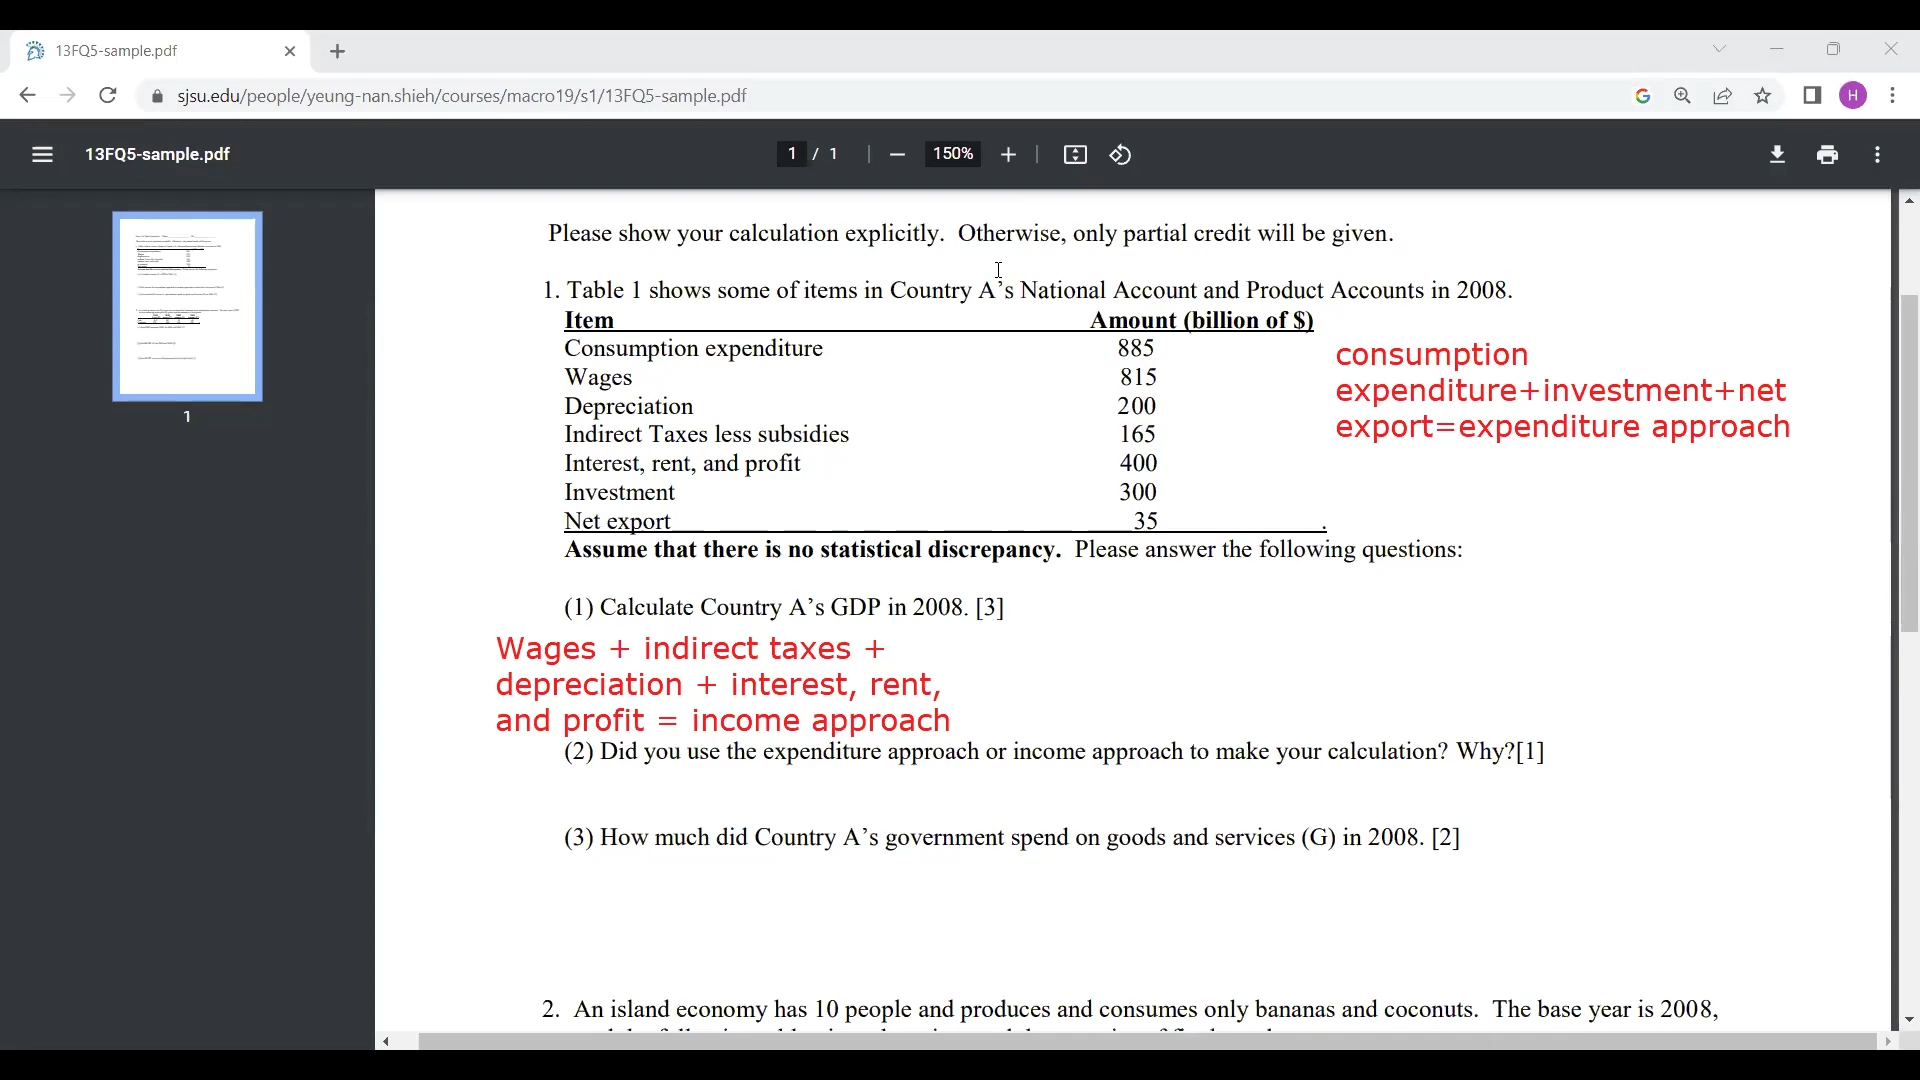 13FQ5-sample.pdf
sjsu.edu/people/yeung-nan.shieh/courses/macro19/s1/13FQ5-sample.pdf
H
13FQ5-sample.pdf
1 / 1
150%
1
Please show your calculation explicitly. Otherwise, only partial credit will be given.
1. Table 1 shows some of items in Country A's National Account and Product Accounts in 2008.
Item Amount (billion of $)
Consumption expenditure 885
Wages 815
Depreciation 200
Indirect Taxes less subsidies 165
Interest, rent, and profit 400
Investment 300
Net export 35 .
consumption
expenditure+investment+net
export=expenditure approach
Assume that there is no statistical discrepancy. Please answer the following questions:
(1) Calculate Country A's GDP in 2008. [3]
Wages + indirect taxes +
depreciation + interest, rent,
and profit = income approach
(2) Did you use the expenditure approach or income approach to make your calculation? Why?[1]
(3) How much did Country A's government spend on goods and services (G) in 2008. [2]
2. An island economy has 10 people and produces and consumes only bananas and coconuts. The base year is 2008,